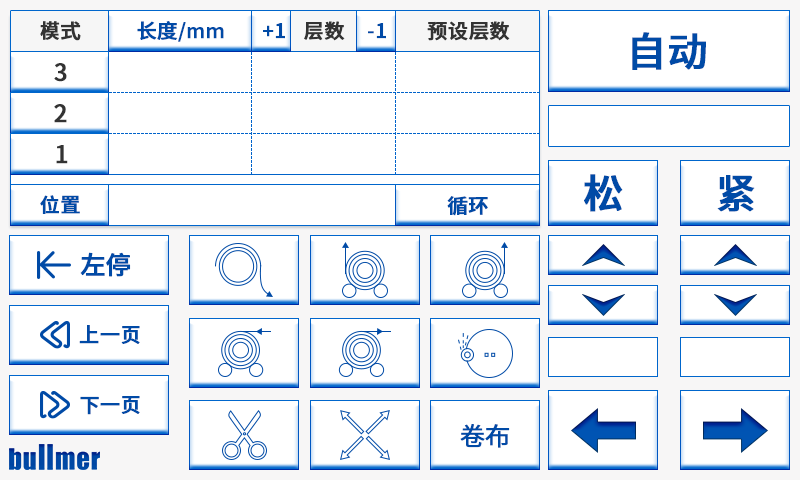 模式 长度/mm +1 层数 -1 预设层数
3
2
1
位置 循环
自动
松 紧
左停
上一页
下一页
卷布
bullmer